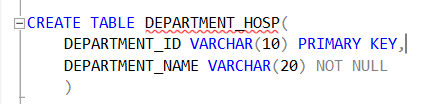 CREATE TABLE DEPARTMENT_HOSP(
DEPARTMENT_ID VARCHAR(10) PRIMARY KEY,
DEPARTMENT_NAME VARCHAR(20) NOT NULL
)